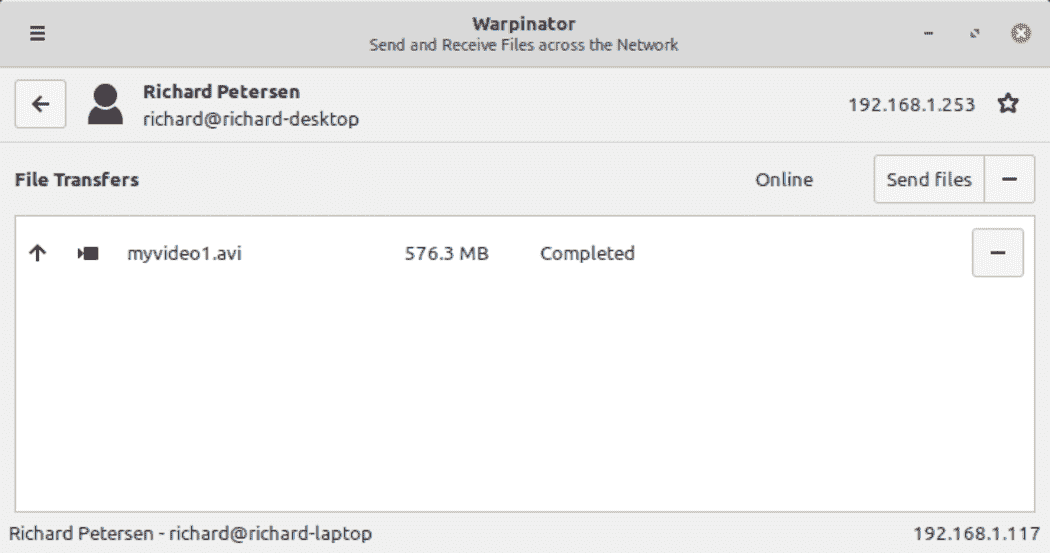 Warpinator
Send and Receive Files across the Network
Richard Petersen
richard@richard-desktop
192.168.1.253
File Transfers
Online
Send files
myvideo1.avi 576.3 MB Completed
Richard Petersen - richard@richard-laptop
192.168.1.117